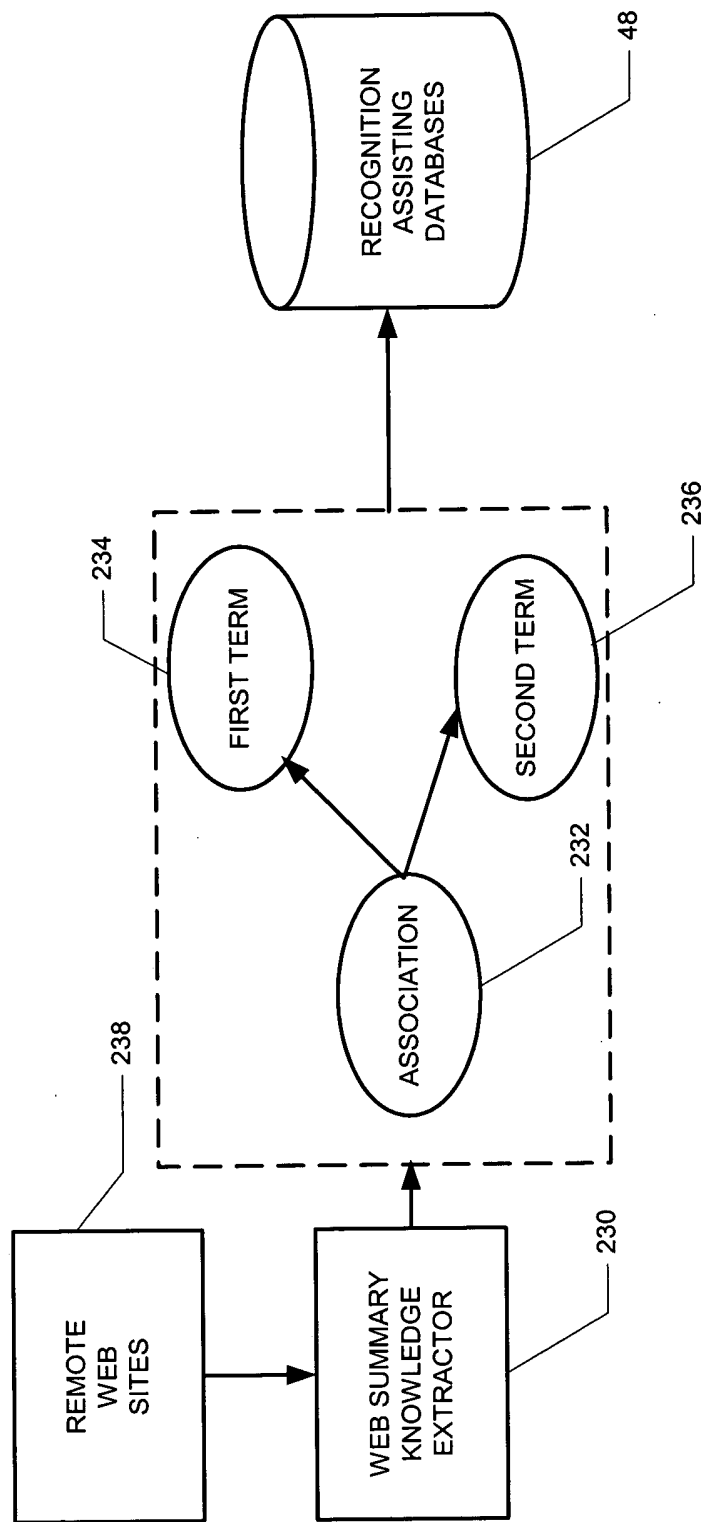 238
REMOTE
WEB
SITES
WEB SUMMARY
KNOWLEDGE
EXTRACTOR
230
ASSOCIATION
232
234
FIRST TERM
SECOND TERM
236
RECOGNITION
ASSISTING
DATABASES
48